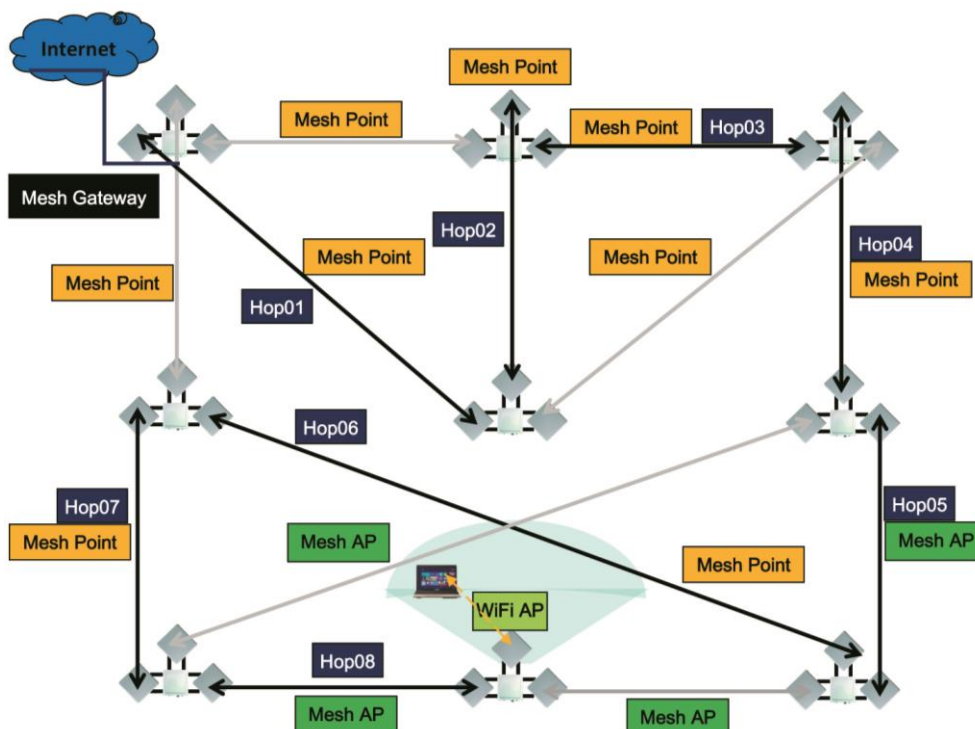 Internet
Mesh Point
Mesh Point
Mesh Point
Hop03
Mesh Gateway
Hop02
Mesh Point
Mesh Point
Hop04
Mesh Point
Mesh Point
Hop01
Hop06
Hop07
Mesh Point
Hop05
Mesh AP
Mesh AP
Mesh Point
WiFi AP
Hop08
Mesh AP
Mesh AP